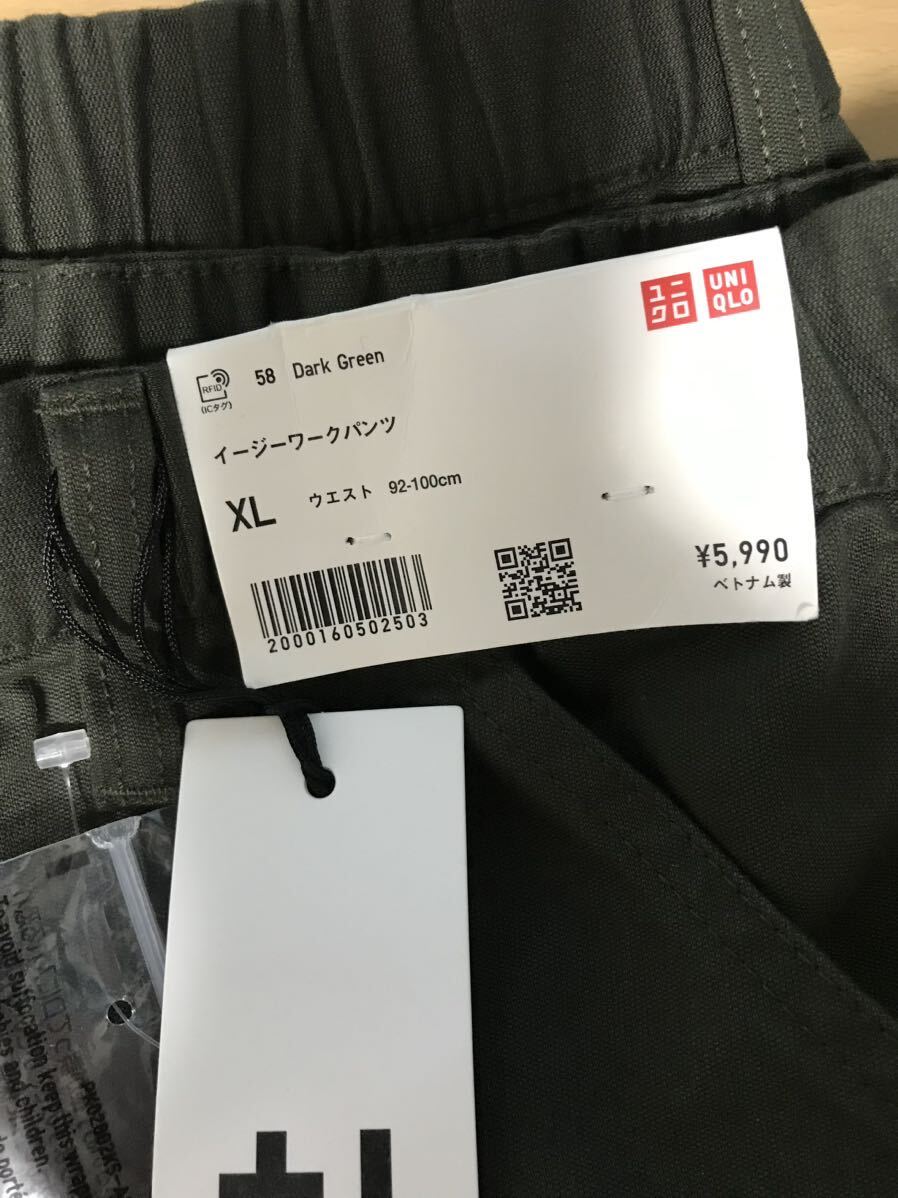 ユニ
クロ
UNI
QLO
RFID
(ICタグ)
58 Dark Green
イージーワークパンツ
XL ウエスト 92-100cm
2000160502503
¥5,990
ベトナム製
To avoid suffocation keep this wrap
and children.